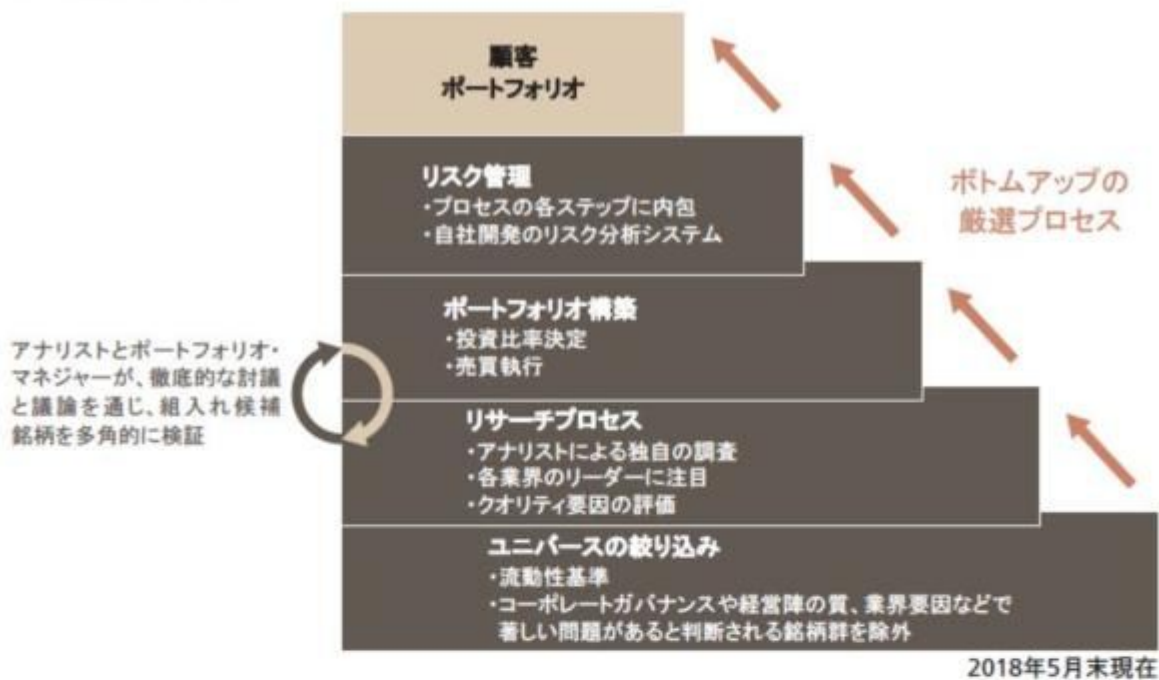 顧客
ポートフォリオ
リスク管理
・プロセスの各ステップに内包
・自社開発のリスク分析システム
ボトムアップの
厳選プロセス
ポートフォリオ構築
・投資比率決定
・売買執行
アナリストとポートフォリオ・
マネジャーが、徹底的な討議
と議論を通じ、組入れ候補
銘柄を多角的に検証
リサーチプロセス
・アナリストによる独自の調査
・各業界のリーダーに注目
・クオリティ要因の評価
ユニバースの絞り込み
・流動性基準
・コーポレートガバナンスや経営陣の質、業界要因などで
著しい問題があると判断される銘柄群を除外
2018年5月末現在